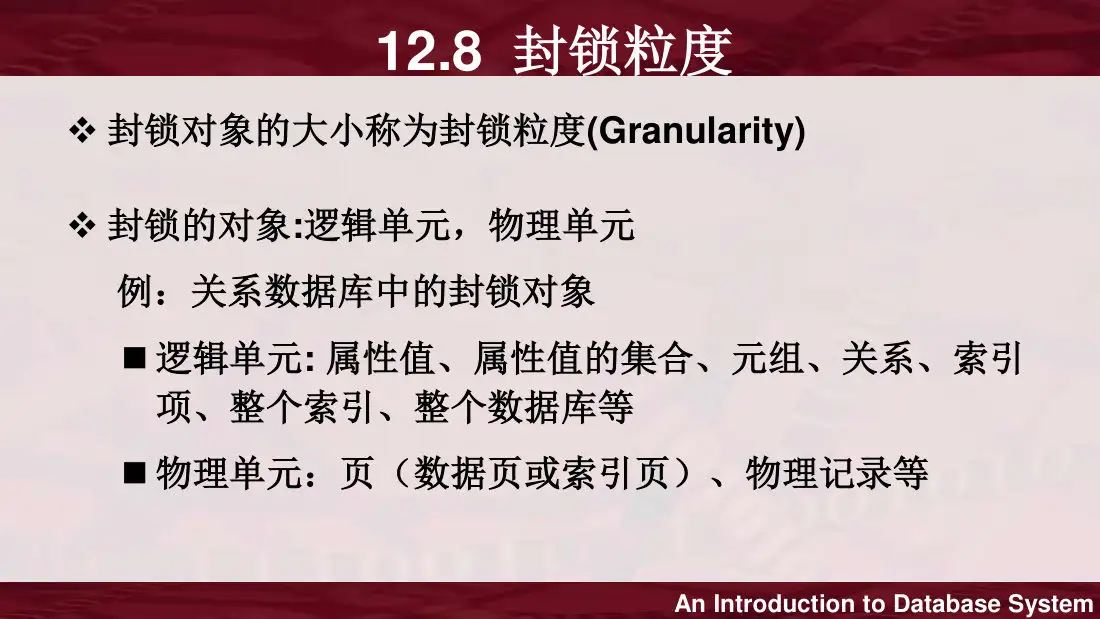 12.8 封锁粒度
❖ 封锁对象的大小称为封锁粒度(Granularity)
❖ 封锁的对象:逻辑单元，物理单元
例：关系数据库中的封锁对象
■ 逻辑单元: 属性值、属性值的集合、元组、关系、索引
项、整个索引、整个数据库等
■ 物理单元：页（数据页或索引页）、物理记录等
An Introduction to Database System